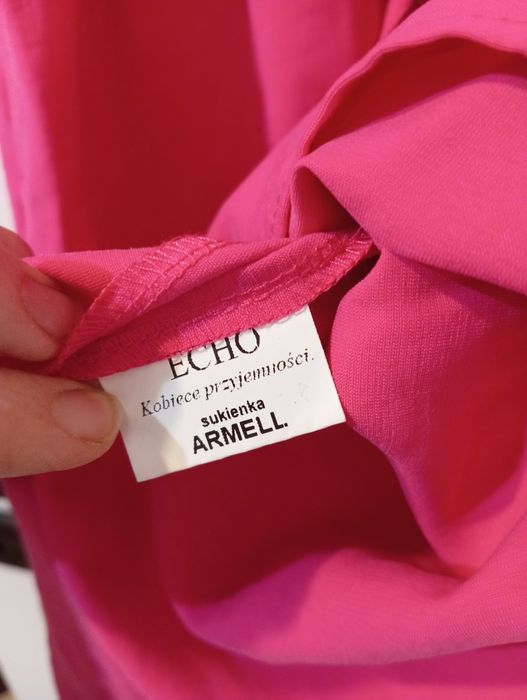 ECHO
Kobiece przyjemności.
sukienka
ARMELL.